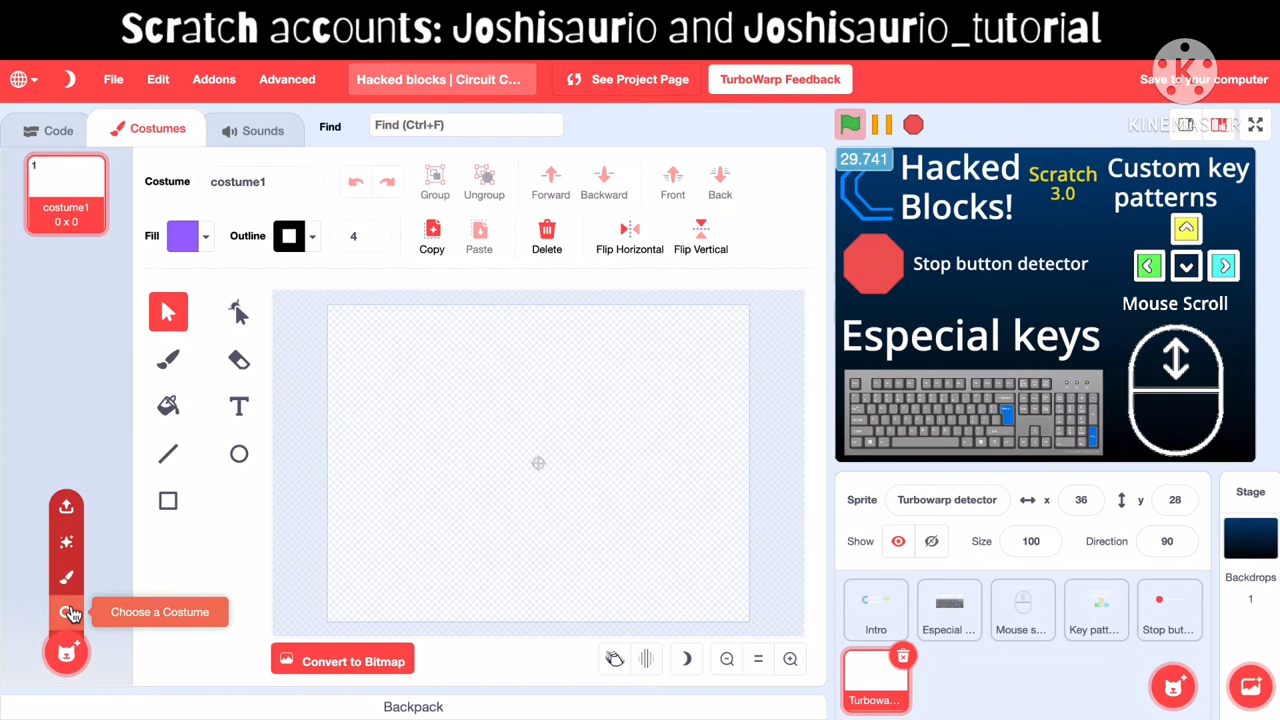 Scratch accounts: Joshisaurio and Joshisaurio_tutorial
File Edit Addons Advanced Hacked blocks | Circuit C... See Project Page TurboWarp Feedback Save to your computer
K
KINEMASTER
Code Costumes Sounds Find Find (Ctrl+F)
1
costume1
0 x 0
Costume costume1 Group Ungroup Forward Backward Front Back
Fill Outline 4 Copy Paste Delete Flip Horizontal Flip Vertical
T
Choose a Costume
Convert to Bitmap
Backpack
29.741
Hacked Blocks!
Scratch 3.0
Custom key patterns
Stop button detector
Mouse Scroll
Especial keys
Sprite Turbowarp detector x 36 y 28
Show Size 100 Direction 90
Intro Especial ... Mouse s... Key patt... Stop but...
Turbowa...
Stage
Backdrops
1